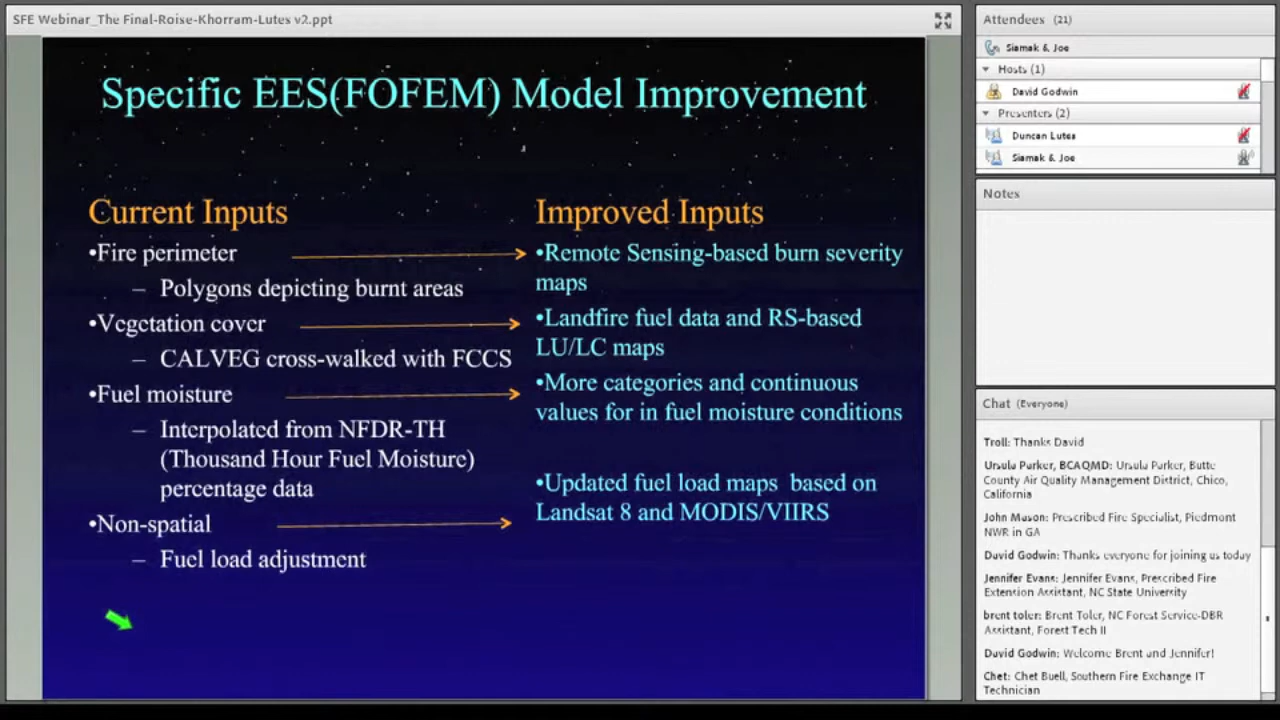 SFE Webinar_The Final-Roise-Khorram-Lutes v2.ppt
Specific EES(FOFEM) Model Improvement
Current Inputs
•Fire perimeter
– Polygons depicting burnt areas
•Vegetation cover
– CALVEG cross-walked with FCCS
•Fuel moisture
– Interpolated from NFDR-TH
(Thousand Hour Fuel Moisture)
percentage data
•Non-spatial
– Fuel load adjustment
Improved Inputs
•Remote Sensing-based burn severity
maps
•Landfire fuel data and RS-based
LU/LC maps
•More categories and continuous
values for in fuel moisture conditions
•Updated fuel load maps based on
Landsat 8 and MODIS/VIIRS
Attendees (21)
Siamak & Joe
Hosts (1)
David Godwin
Presenters (2)
Duncan Lutes
Siamak & Joe
Notes
Chat (Everyone)
Troll: Thanks David
Ursula Parker, BCAQMD: Ursula Parker, Butte
County Air Quality Management District, Chico,
California
John Mason: Prescribed Fire Specialist, Piedmont
NWR in GA
David Godwin: Thanks everyone for joining us today
Jennifer Evans: Jennifer Evans, Prescribed Fire
Extension Assistant, NC State University
brent toler: Brent Toler, NC Forest Service-DBR
Assistant, Forest Tech II
David Godwin: Welcome Brent and Jennifer!
Chet: Chet Buell, Southern Fire Exchange IT
Technician